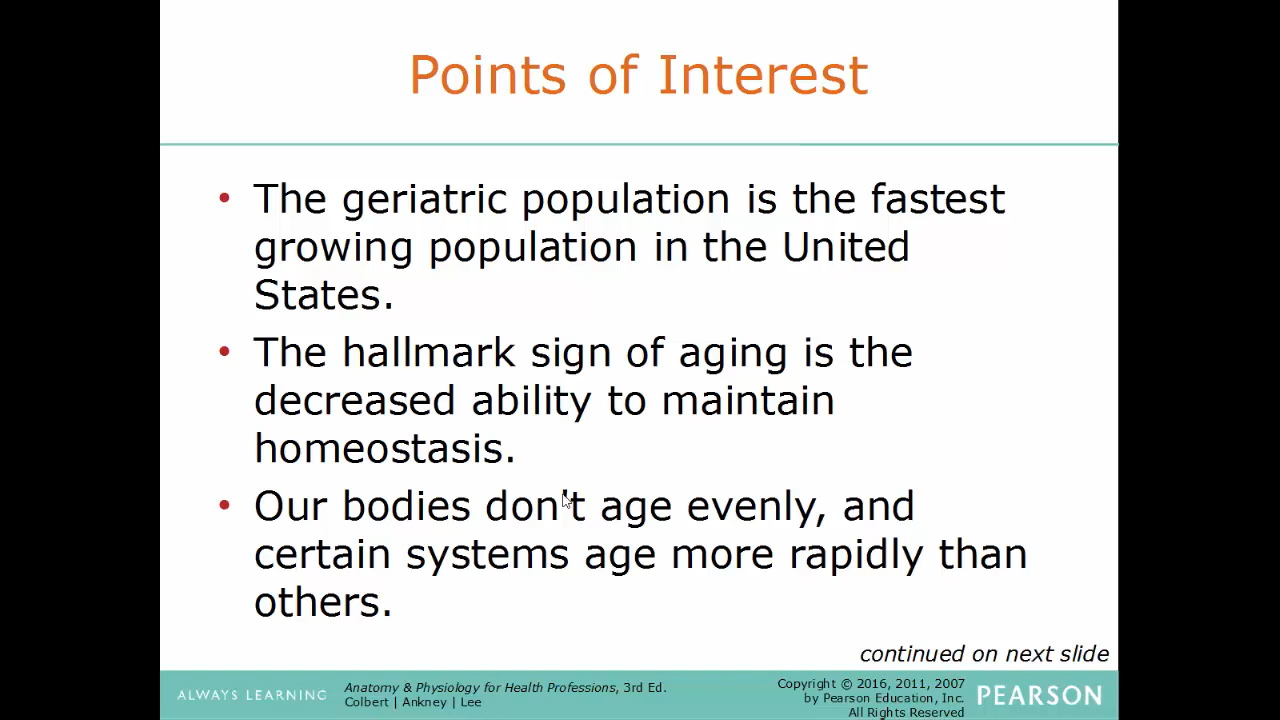 Points of Interest
• The geriatric population is the fastest
growing population in the United
States.
• The hallmark sign of aging is the
decreased ability to maintain
homeostasis.
• Our bodies don't age evenly, and
certain systems age more rapidly than
others.
continued on next slide
ALWAYS LEARNING
Anatomy & Physiology for Health Professions, 3rd Ed.
Colbert | Ankney | Lee
Copyright © 2016, 2011, 2007
by Pearson Education, Inc.
All Rights Reserved
PEARSON